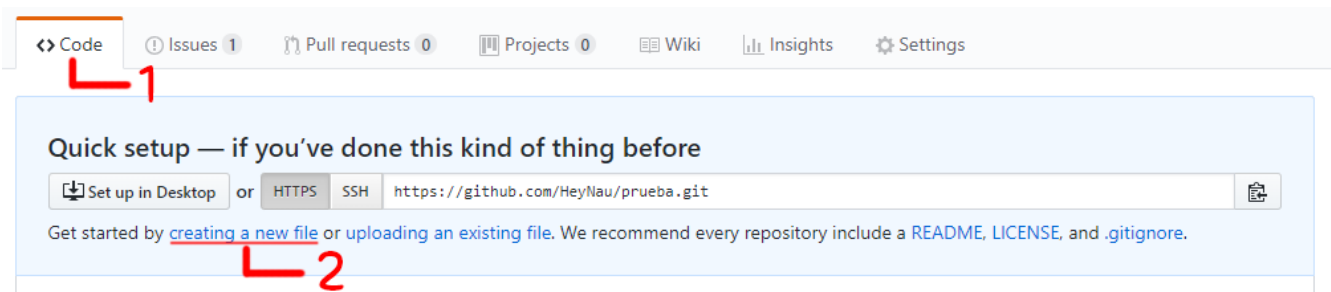 Code Issues 1 Pull requests 0 Projects 0 Wiki Insights Settings
1
Quick setup — if you've done this kind of thing before
Set up in Desktop or HTTPS SSH https://github.com/HeyNau/prueba.git
Get started by creating a new file or uploading an existing file. We recommend every repository include a README, LICENSE, and .gitignore.
2